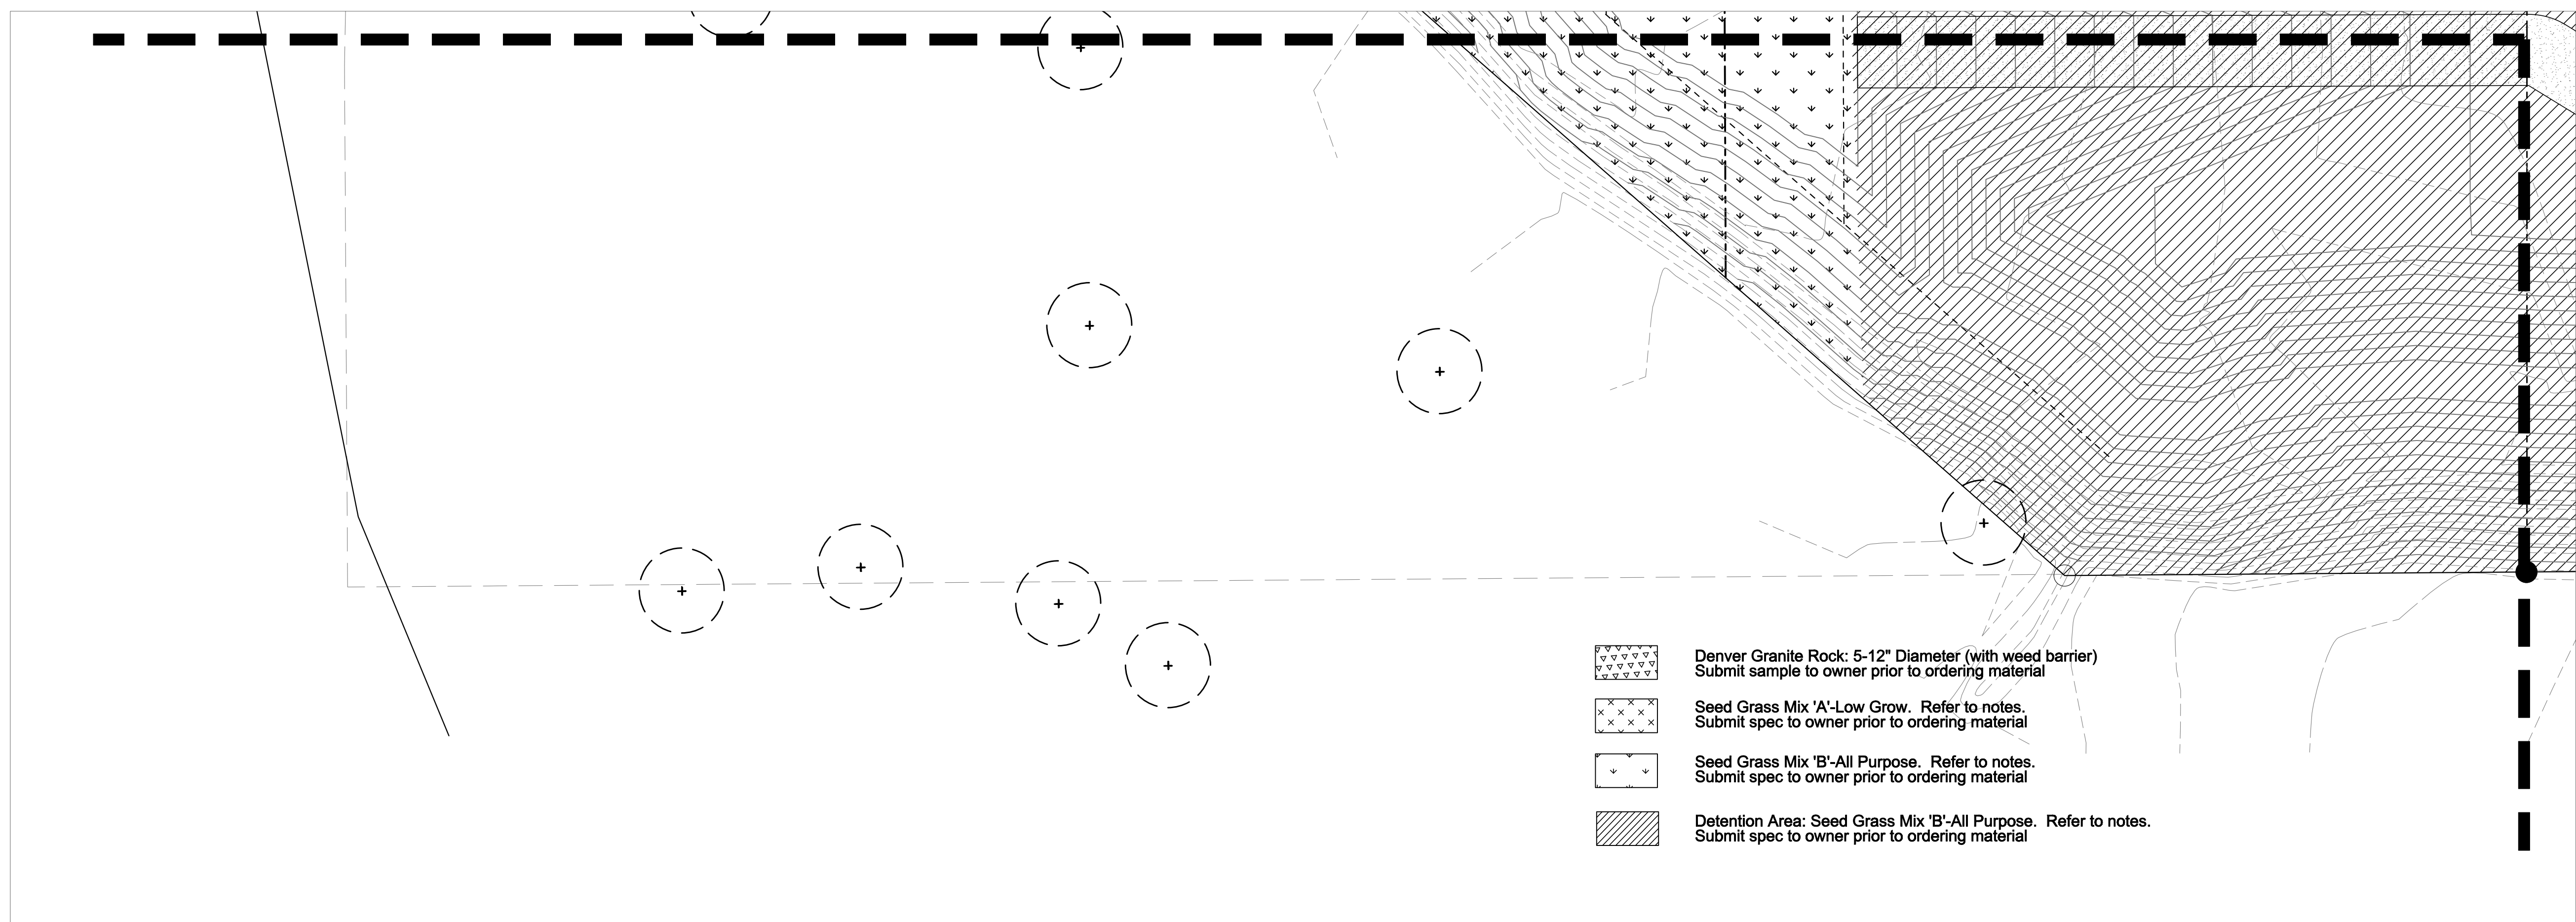 Denver Granite Rock: 5-12" Diameter (with weed barrier)
Submit sample to owner prior to ordering material
Seed Grass Mix 'A'-Low Grow.  Refer to notes.
Submit spec to owner prior to ordering material
Seed Grass Mix 'B'-All Purpose.  Refer to notes.
Submit spec to owner prior to ordering material
Detention Area: Seed Grass Mix 'B'-All Purpose.  Refer to notes.
Submit spec to owner prior to ordering material